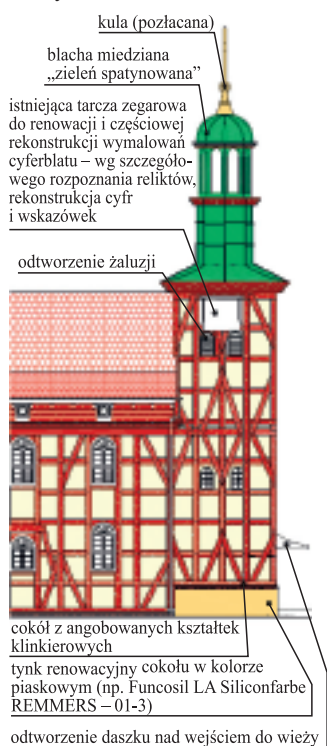 kula (pozłacana)
blacha miedziana
„zieleń spatynowana”
istniejąca tarcza zegarowa
do renowacji i częściowej
rekonstrukcji wymalowań
cyferblatu – wg szczegóło-
wego rozpoznania reliktów,
rekonstrukcja cyfr
i wskazówek
odtworzenie żaluzji
cokół z angobowanych kształtek
klinkierowych
tynk renowacyjny cokołu w kolorze
piaskowym (np. Funcosil LA Siliconfarbe
REMMERS – 01-3)
odtworzenie daszku nad wejściem do wieży